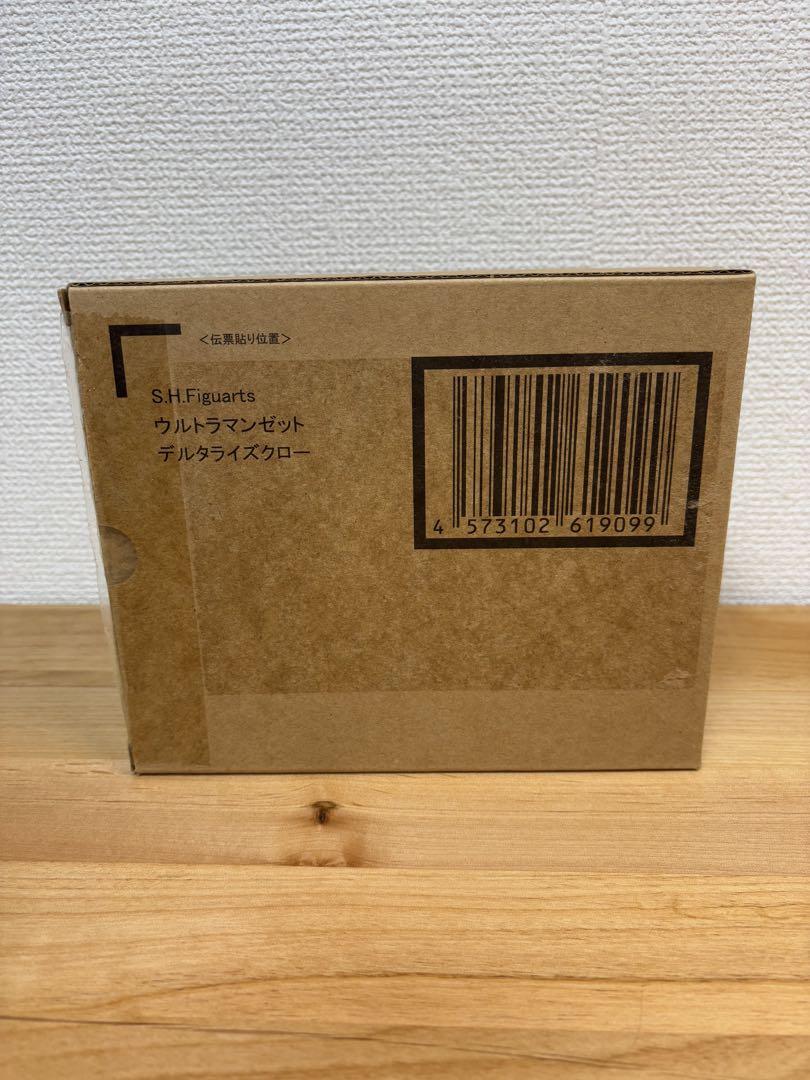 ＜伝票貼り位置＞
S.H.Figuarts
ウルトラマンゼット
デルタライズクロー
4 573102 619099